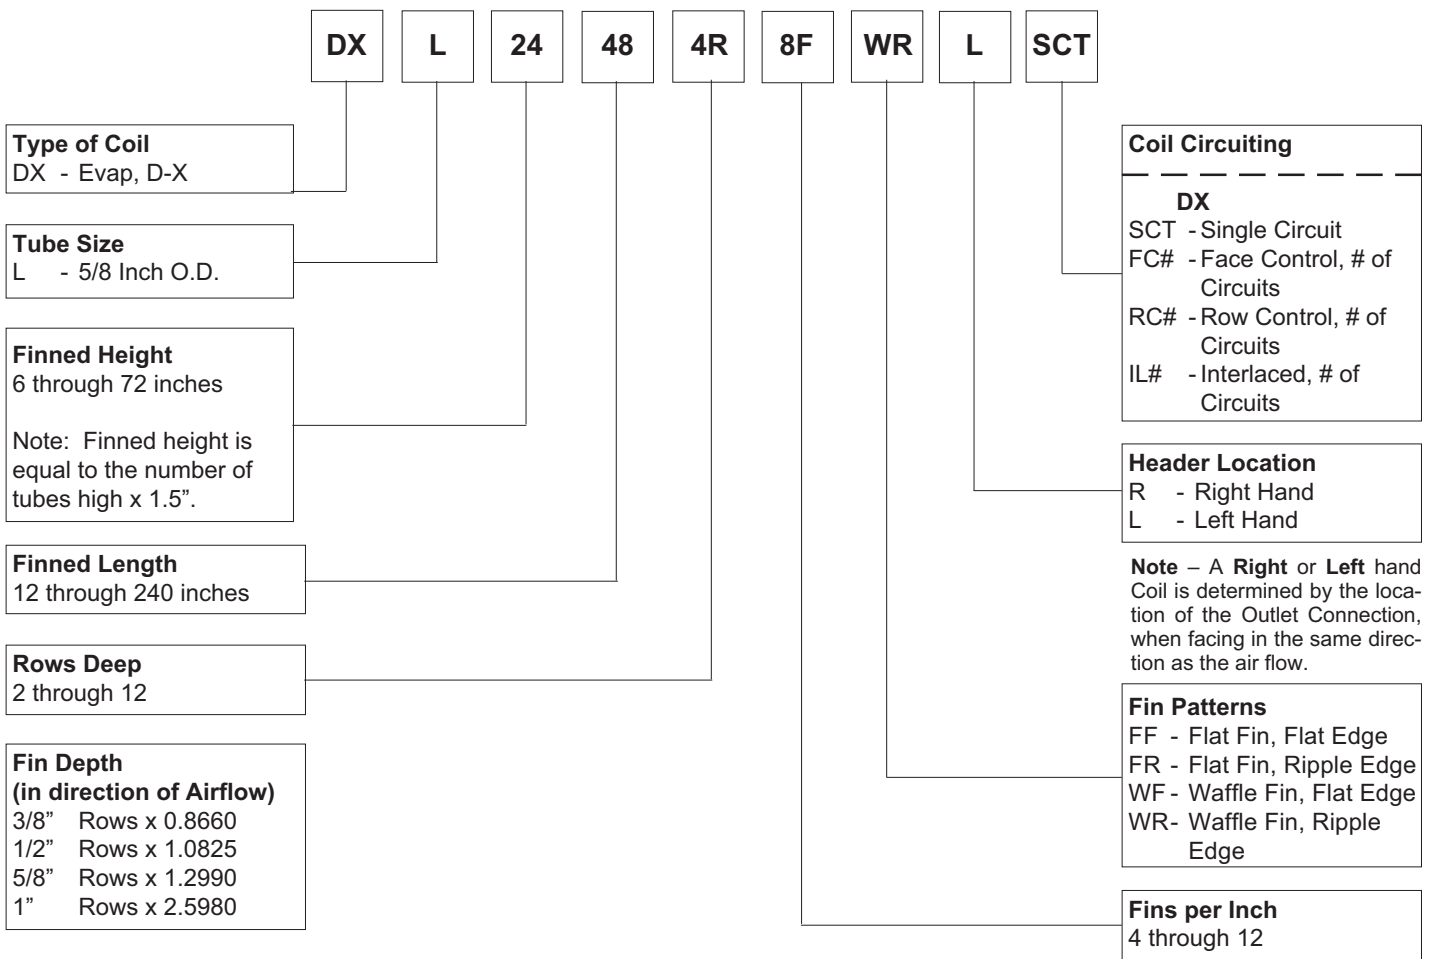 DX L 24 48 4R 8F WR L SCT
Type of Coil
DX - Evap, D-X
Tube Size
L - 5/8 Inch O.D.
Finned Height
6 through 72 inches
Note: Finned height is
equal to the number of
tubes high x 1.5”.
Finned Length
12 through 240 inches
Rows Deep
2 through 12
Fin Depth
(in direction of Airflow)
3/8” Rows x 0.8660
1/2” Rows x 1.0825
5/8” Rows x 1.2990
1” Rows x 2.5980
Coil Circuiting
DX
SCT - Single Circuit
FC# - Face Control, # of
Circuits
RC# - Row Control, # of
Circuits
IL# - Interlaced, # of
Circuits
Header Location
R - Right Hand
L - Left Hand
Note – A Right or Left hand
Coil is determined by the loca-
tion of the Outlet Connection,
when facing in the same direc-
tion as the air flow.
Fin Patterns
FF - Flat Fin, Flat Edge
FR - Flat Fin, Ripple Edge
WF - Waffle Fin, Flat Edge
WR- Waffle Fin, Ripple
Edge
Fins per Inch
4 through 12